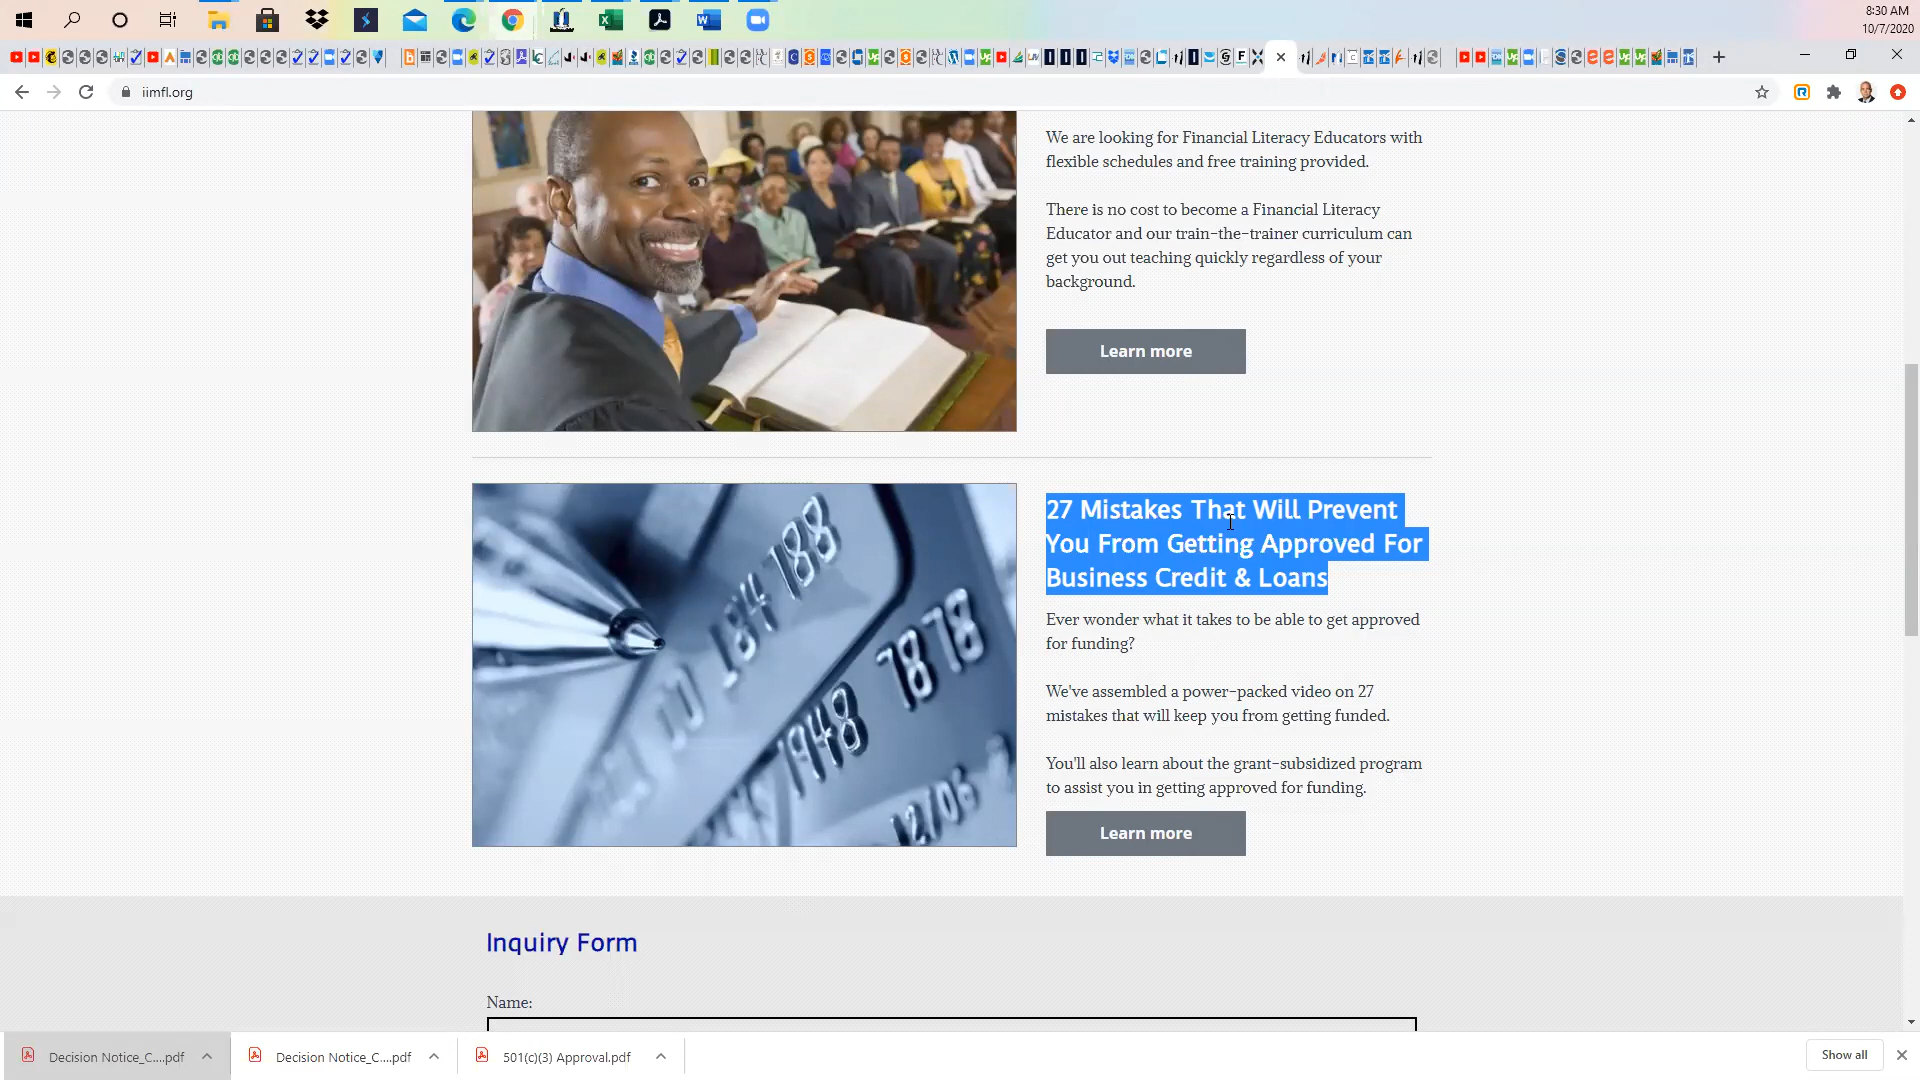 8:30 AM
10/7/2020
iimfl.org
We are looking for Financial Literacy Educators with
flexible schedules and free training provided.
There is no cost to become a Financial Literacy
Educator and our train-the-trainer curriculum can
get you out teaching quickly regardless of your
background.
Learn more
27 Mistakes That Will Prevent
You From Getting Approved For
Business Credit & Loans
Ever wonder what it takes to be able to get approved
for funding?
We've assembled a power-packed video on 27
mistakes that will keep you from getting funded.
You'll also learn about the grant-subsidized program
to assist you in getting approved for funding.
Learn more
184 188
7878
1948
12/06
Inquiry Form
Name:
Decision Notice_C....pdf
Decision Notice_C....pdf
501(c)(3) Approval.pdf
Show all